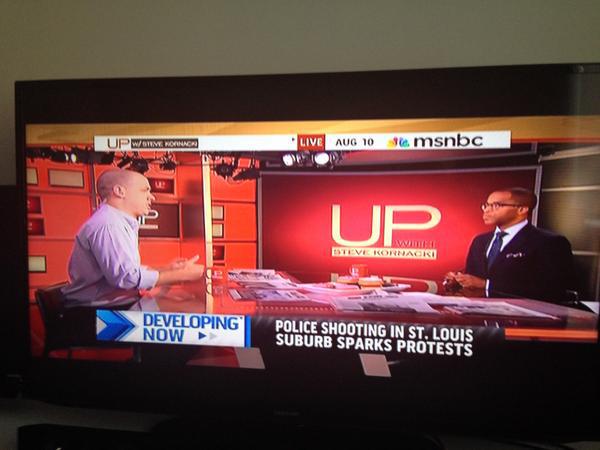 UP W/ STEVE KORNACKI
LIVE AUG 10 msnbc
UP
UP
WITH
STEVE KORNACKI
DEVELOPING
NOW
POLICE SHOOTING IN ST. LOUIS
SUBURB SPARKS PROTESTS